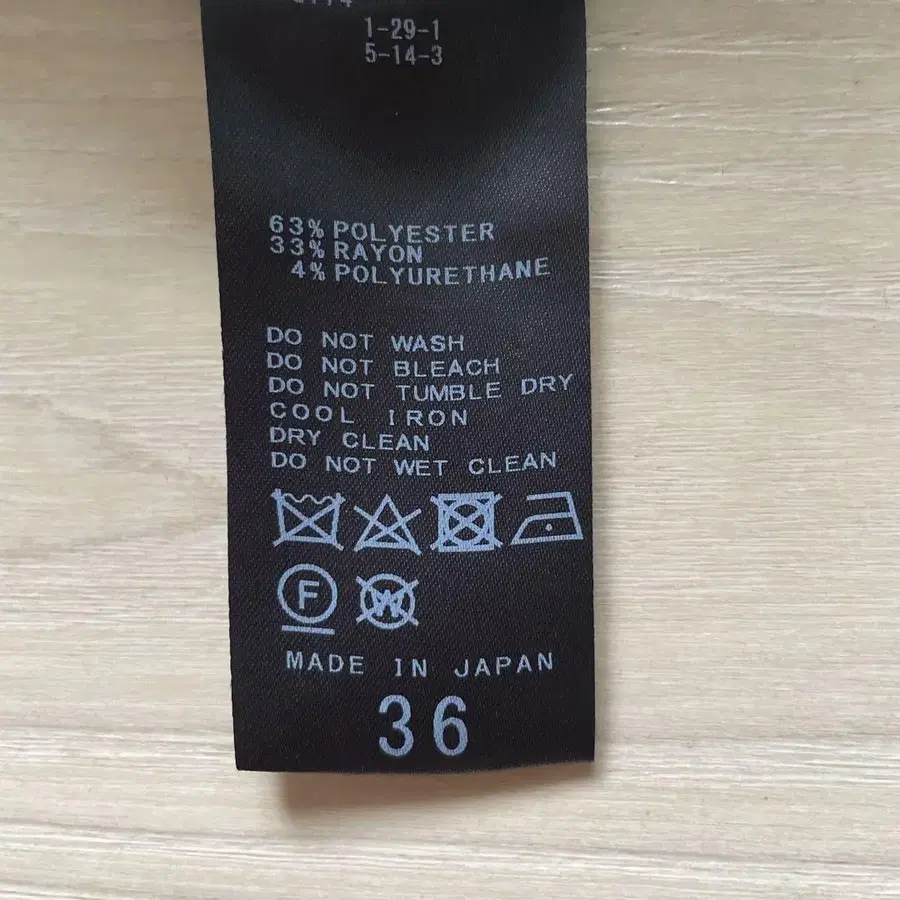 1-29-1
5-14-3
63% POLYESTER
33% RAYON
4% POLYURETHANE
DO NOT WASH
DO NOT BLEACH
DO NOT TUMBLE DRY
COOL IRON
DRY CLEAN
DO NOT WET CLEAN
F W
MADE IN JAPAN
36